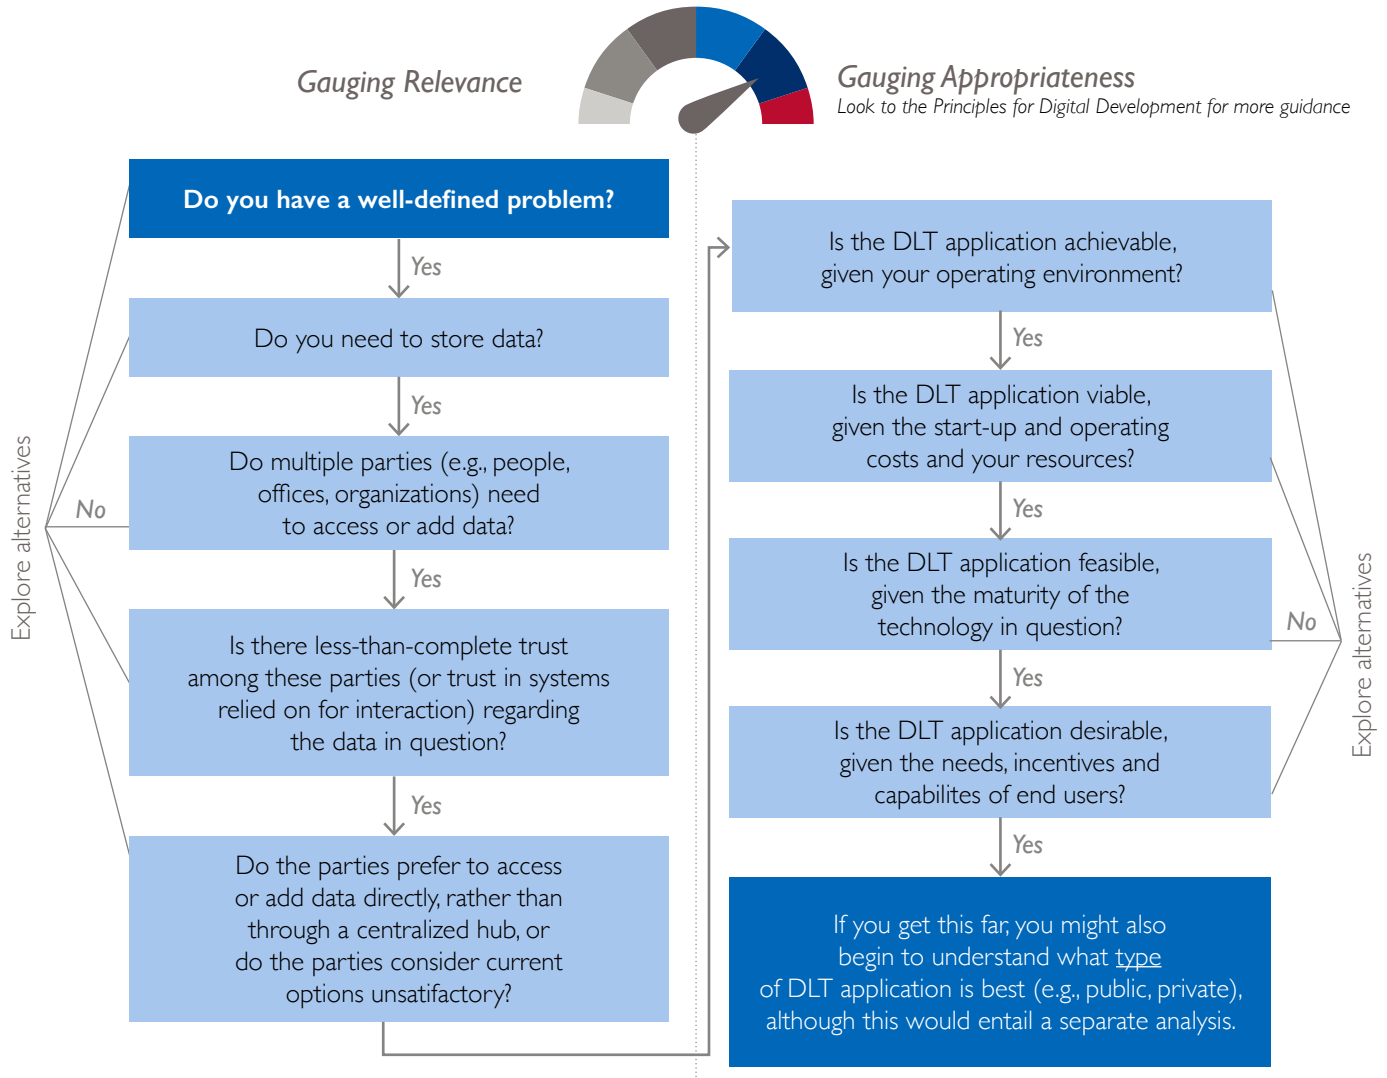 Gauging Relevance
Gauging Appropriateness
Look to the Principles for Digital Development for more guidance
Do you have a well-defined problem?
Yes
Do you need to store data?
Yes
Do multiple parties (e.g., people,
offices, organizations) need
to access or add data?
Yes
Is there less-than-complete trust
among these parties (or trust in systems
relied on for interaction) regarding
the data in question?
Yes
Do the parties prefer to access
or add data directly, rather than
through a centralized hub, or
do the parties consider current
options unsatifactory?
No
Explore alternatives
Is the DLT application achievable,
given your operating environment?
Yes
Is the DLT application viable,
given the start-up and operating
costs and your resources?
Yes
Is the DLT application feasible,
given the maturity of the
technology in question?
Yes
Is the DLT application desirable,
given the needs, incentives and
capabilites of end users?
Yes
If you get this far, you might also
begin to understand what type
of DLT application is best (e.g., public, private),
although this would entail a separate analysis.
No
Explore alternatives